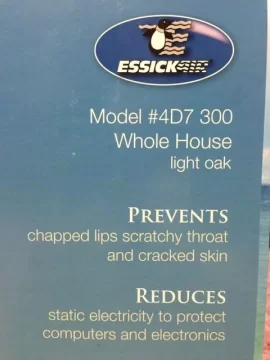 ESSICKAIR
Model #4D7 300
Whole House
light oak
PREVENTS
chapped lips scratchy throat
and cracked skin
REDUCES
static electricity to protect
computers and electronics